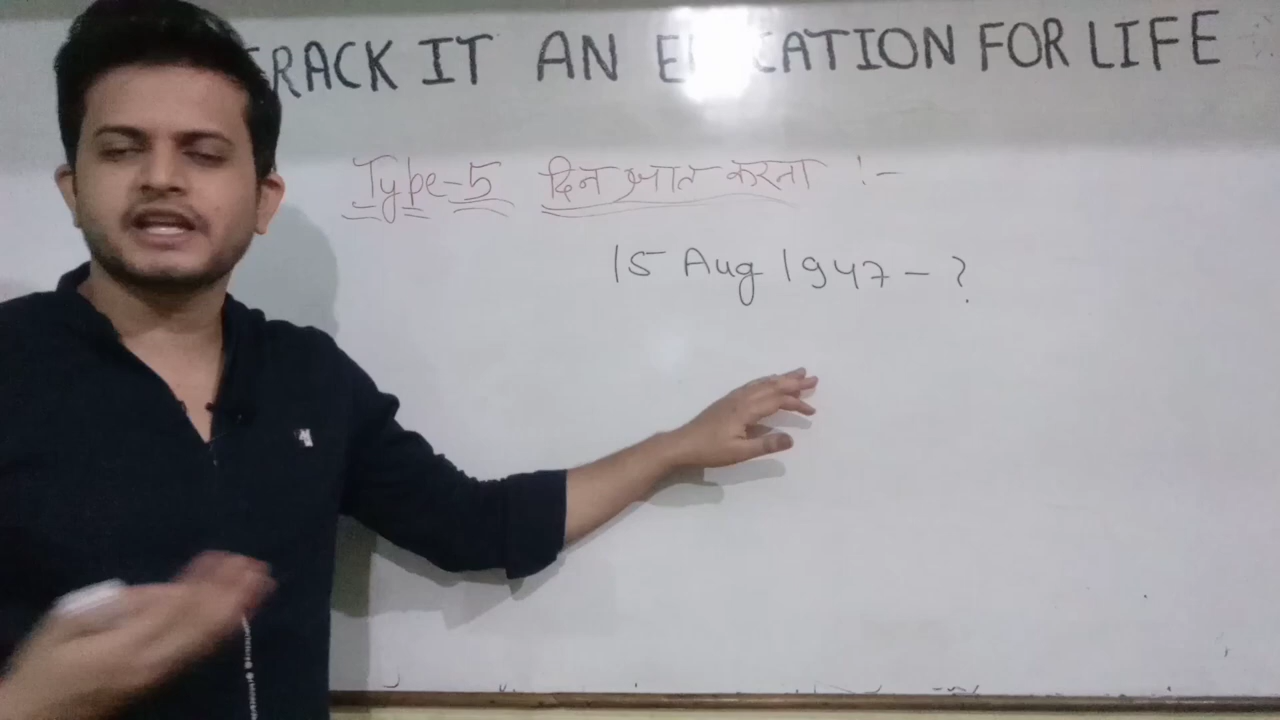 RACK IT AN E CATION FOR LIFE
Type-5 दिन ज्ञात करना :-
15 Aug 1947 - ?